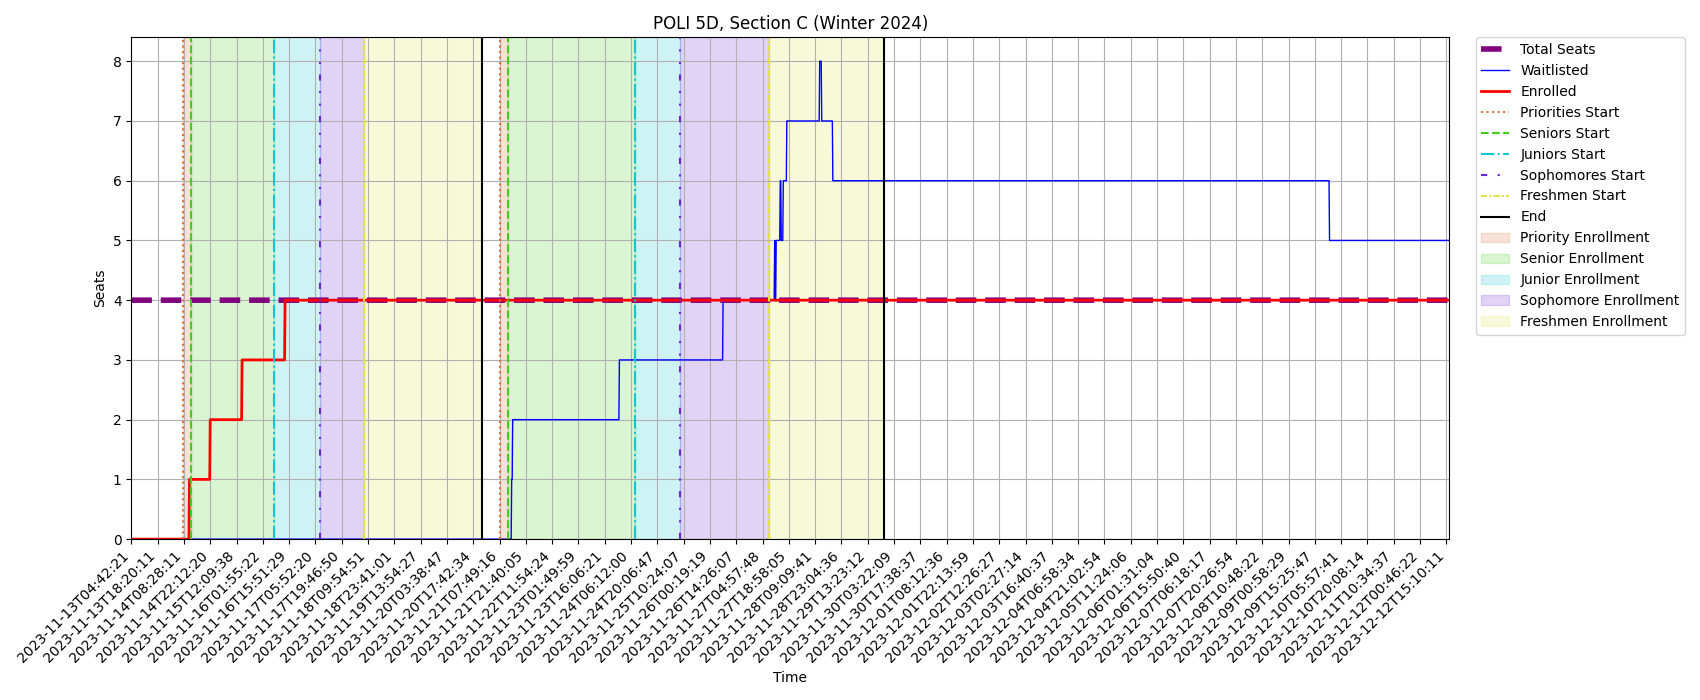 POLI 5D, Section C (Winter 2024)
Seats
8
7
6
5
4
3
2
1
0
2023-11-13T04:42:21
2023-11-13T18:20:11
2023-11-14T08:28:11
2023-11-14T22:12:20
2023-11-15T12:09:38
2023-11-16T01:55:22
2023-11-16T15:51:29
2023-11-17T05:52:20
2023-11-17T19:46:50
2023-11-18T09:54:51
2023-11-18T23:41:01
2023-11-19T13:54:27
2023-11-20T03:38:47
2023-11-20T17:42:34
2023-11-21T07:49:16
2023-11-21T21:40:05
2023-11-22T11:54:24
2023-11-23T01:49:59
2023-11-23T16:06:21
2023-11-24T06:12:00
2023-11-24T20:06:47
2023-11-25T10:24:07
2023-11-26T00:19:19
2023-11-26T14:26:07
2023-11-27T04:57:48
2023-11-27T18:58:05
2023-11-28T09:09:41
2023-11-28T23:04:36
2023-11-29T13:23:12
2023-11-30T03:22:09
2023-11-30T17:38:37
2023-12-01T08:12:36
2023-12-01T22:13:59
2023-12-02T12:26:27
2023-12-03T02:27:14
2023-12-03T16:40:37
2023-12-04T06:58:34
2023-12-04T21:02:54
2023-12-05T11:24:06
2023-12-06T01:31:04
2023-12-06T15:50:40
2023-12-07T06:18:17
2023-12-07T20:26:54
2023-12-08T10:48:22
2023-12-09T00:58:29
2023-12-09T15:25:47
2023-12-10T05:57:41
2023-12-10T20:08:14
2023-12-11T10:34:37
2023-12-12T00:46:22
2023-12-12T15:10:11
Time
Total Seats
Waitlisted
Enrolled
Priorities Start
Seniors Start
Juniors Start
Sophomores Start
Freshmen Start
End
Priority Enrollment
Senior Enrollment
Junior Enrollment
Sophomore Enrollment
Freshmen Enrollment